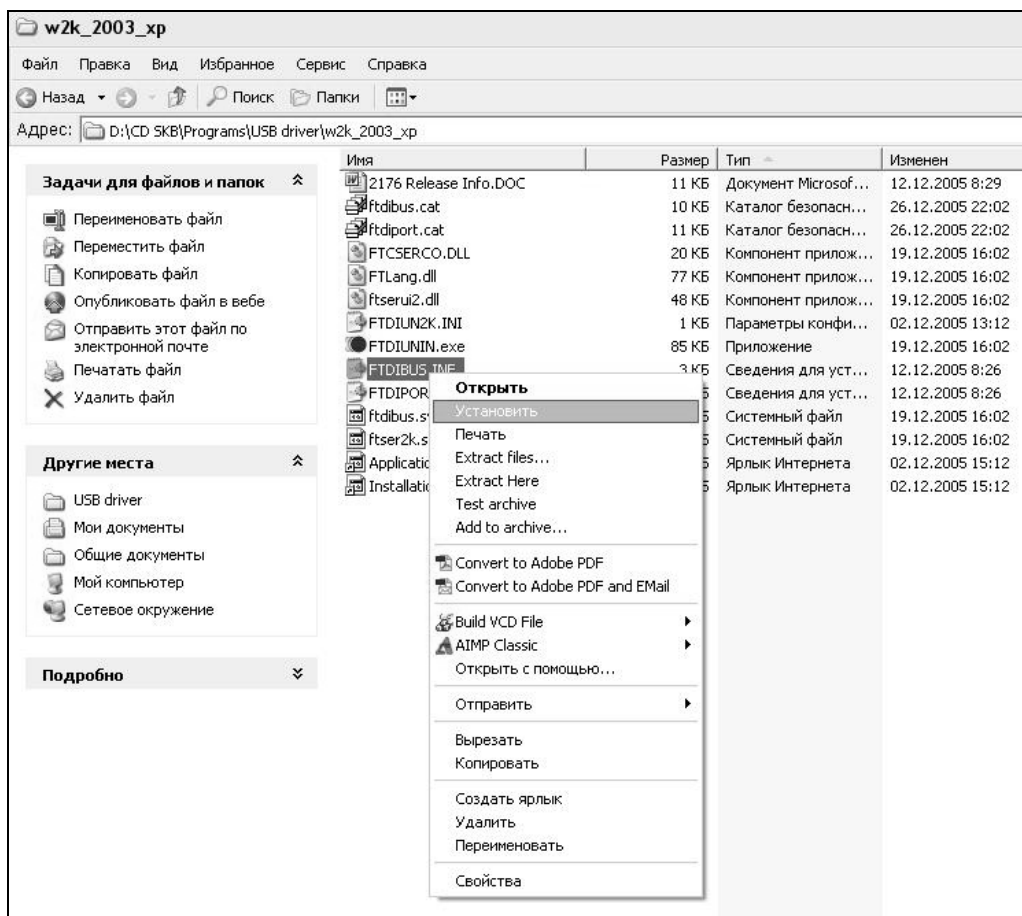 w2k_2003_xp
Файл Правка Вид Избранное Сервис Справка
Назад Поиск Папки
Адрес: D:\CD SKB\Programs\USB driver\w2k_2003_xp
Задачи для файлов и папок
Переименовать файл
Переместить файл
Копировать файл
Опубликовать файл в вебе
Отправить этот файл по
электронной почте
Печатать файл
Удалить файл
Другие места
USB driver
Мои документы
Общие документы
Мой компьютер
Сетевое окружение
Подробно
Имя Размер Тип Изменен
2176 Release Info.DOC 11 КБ Документ Microsof... 12.12.2005 8:29
ftdibus.cat 10 КБ Каталог безопасн... 26.12.2005 22:02
ftdiport.cat 11 КБ Каталог безопасн... 26.12.2005 22:02
FTCSERCO.DLL 20 КБ Компонент прилож... 19.12.2005 16:02
FTLang.dll 77 КБ Компонент прилож... 19.12.2005 16:02
ftserui2.dll 48 КБ Компонент прилож... 19.12.2005 16:02
FTDIUN2K.INI 1 КБ Параметры конфи... 02.12.2005 13:12
FTDIUNIN.exe 85 КБ Приложение 19.12.2005 16:02
FTDIBUS.INF 3 КБ Сведения для уст... 12.12.2005 8:26
FTDIPOR Б Сведения для уст... 12.12.2005 8:26
ftdibus.s Б Системный файл 19.12.2005 16:02
ftser2k.s Б Системный файл 19.12.2005 16:02
Applicatio Б Ярлык Интернета 02.12.2005 15:12
Installatio Б Ярлык Интернета 02.12.2005 15:12
Открыть
Установить
Печать
Extract files...
Extract Here
Test archive
Add to archive...
Convert to Adobe PDF
Convert to Adobe PDF and EMail
Build VCD File
AIMP Classic
Открыть с помощью...
Отправить
Вырезать
Копировать
Создать ярлык
Удалить
Переименовать
Свойства